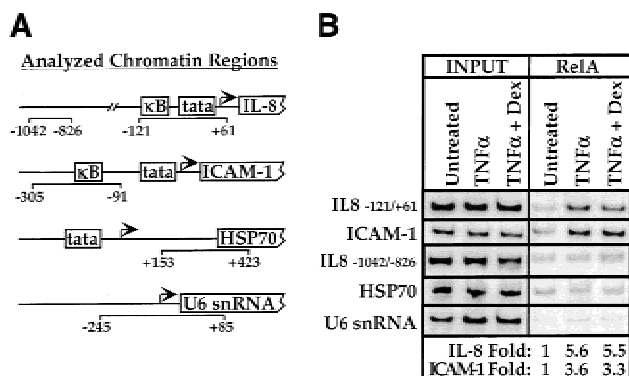 A
Analyzed Chromatin Regions
κB tata IL-8
-1042 -826 -121 +61
κB tata ICAM-1
-305 -91
tata HSP70
+153 +423
U6 snRNA
-245 +85
B
INPUT RelA
Untreated TNFα TNFα + Dex Untreated TNFα TNFα + Dex
IL8 -121/+61
ICAM-1
IL8 -1042/-826
HSP70
U6 snRNA
IL-8 Fold: 1 5.6 5.5
ICAM-1 Fold: 1 3.6 3.3